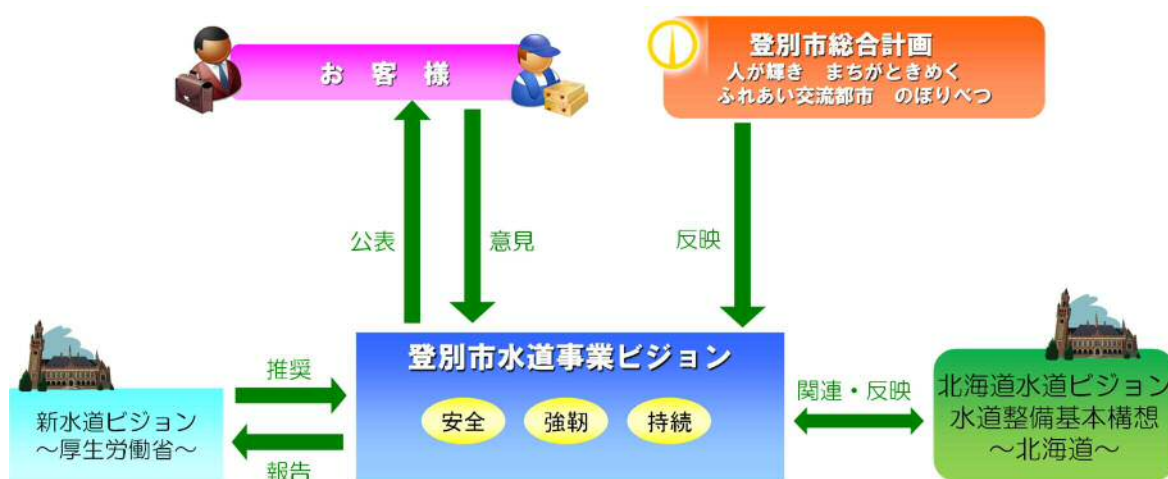 お客様
登別市総合計画
人が輝き まちがときめく
ふれあい交流都市 のぼりべつ
公表
意見
反映
登別市水道事業ビジョン
安全
強靭
持続
推奨
報告
新水道ビジョン
~厚生労働省~
関連・反映
北海道水道ビジョン
水道整備基本構想
~北海道~